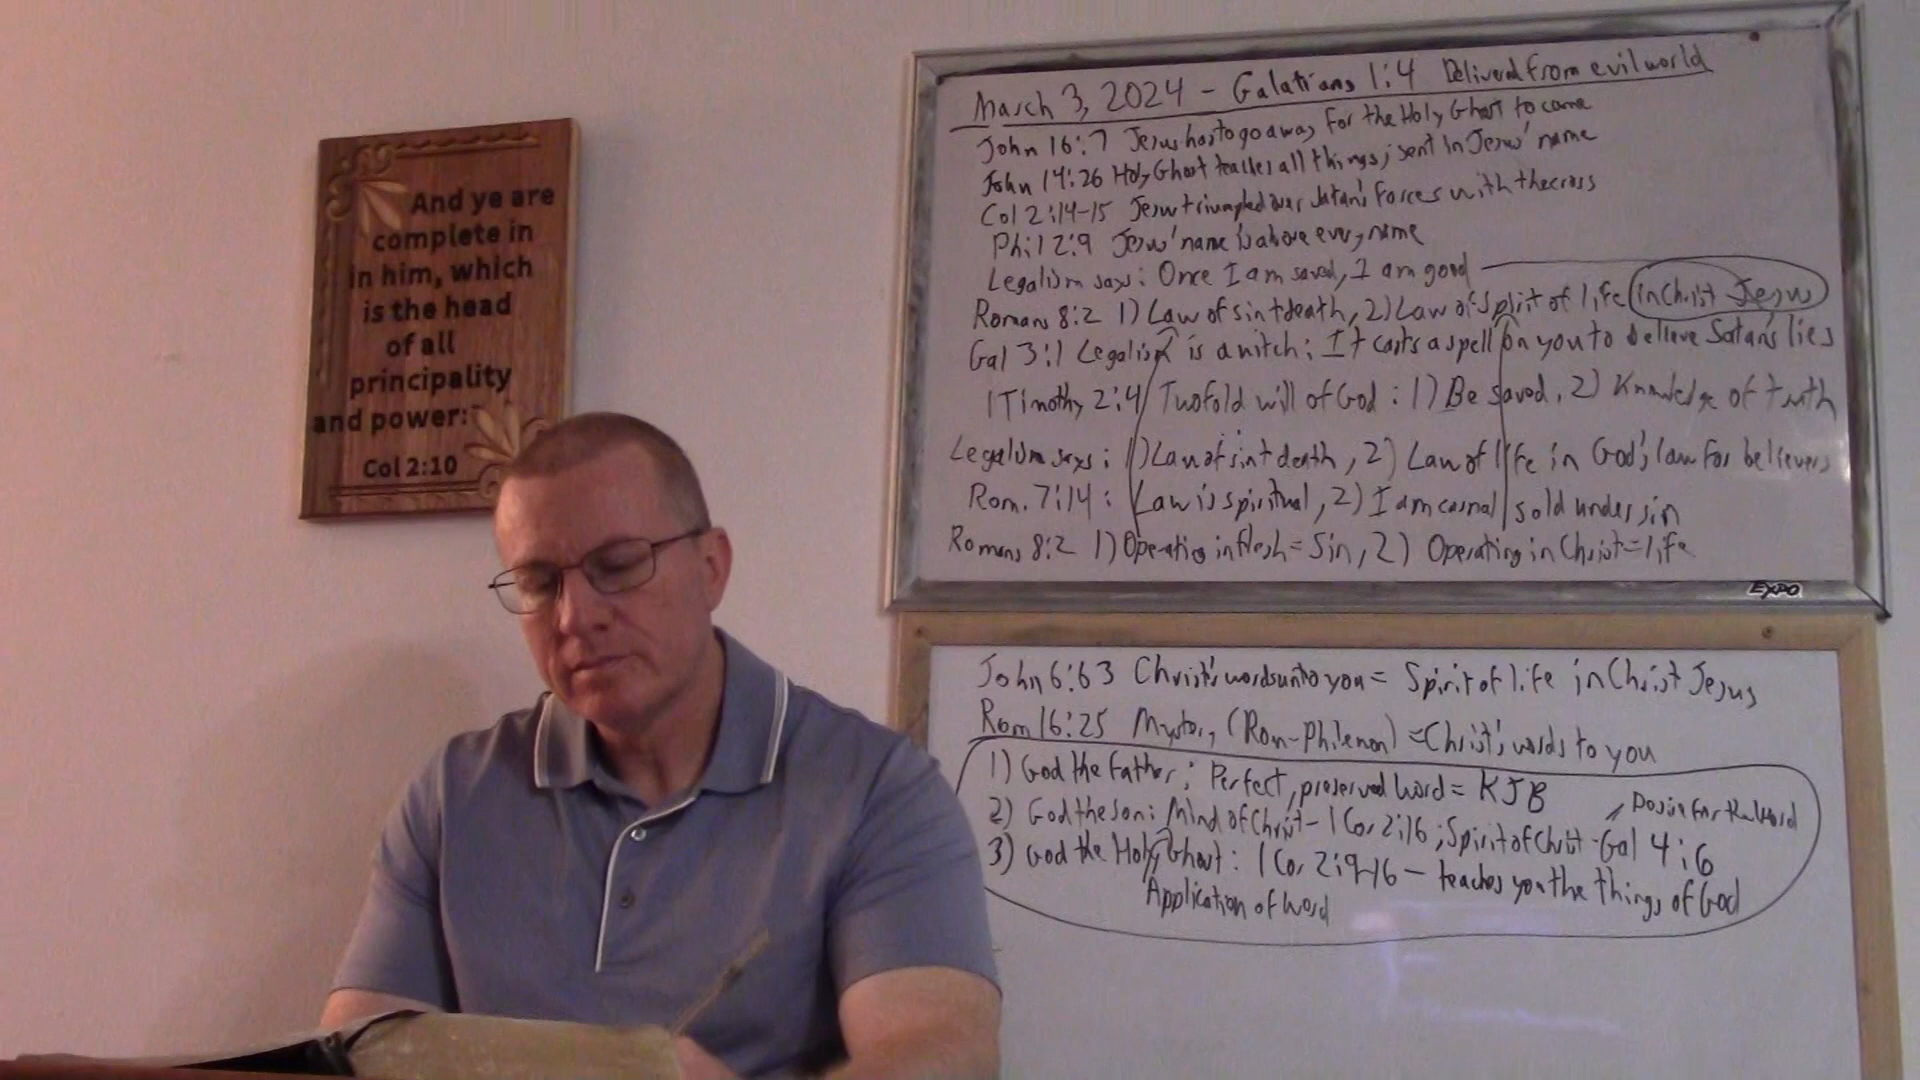 And ye are
complete in
in him, which
is the head
of all
principality
and power:
Col 2:10
March 3, 2024 - Galatians 1:4 Delivered from evil world
John 16:7 Jesus has to go away for the Holy Ghost to come
John 14:26 Holy Ghost teaches all things; sent in Jesus' name
Col 2:14-15 Jesus triumphed over Satan's forces with the cross
Phil 2:9 Jesus' name is above every name
Legalism says: Once I am saved, I am good
Romans 8:2 1) Law of sin + death, 2) Law of Spirit of life in Christ Jesus
Gal 3:1 Legalism is a witch: It casts a spell on you to believe Satan's lies
1 Timothy 2:4 Twofold will of God: 1) Be saved, 2) Knowledge of truth
Legalism says: 1) Law of sin + death, 2) Law of life in God's law for believers
Rom. 7:14: Law is spiritual, 2) I am carnal sold under sin
Romans 8:2 1) Operating in flesh = Sin, 2) Operating in Christ = life
EXPO
John 6:63 Christ's words unto you = Spirit of life in Christ Jesus
Rom 16:25 Mystery (Rom-Philemon) = Christ's words to you
1) God the Father: Perfect, preserved word = KJB
Desire for the Word
2) God the Son: Mind of Christ - 1 Cor 2:16; Spirit of Christ - Gal 4:6
3) God the Holy Ghost: 1 Cor 2:9-16 - teaches you the things of God
Application of word